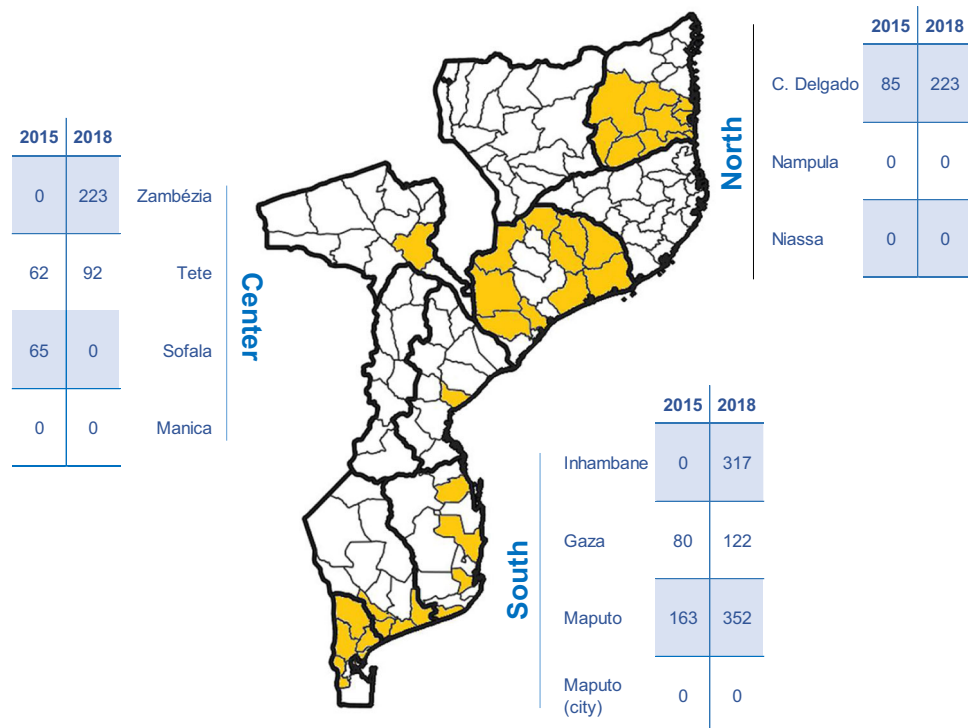 2015 2018
C. Delgado 85 223
Nampula 0 0
Niassa 0 0
North
2015 2018
0 223 Zambézia
62 92 Tete
65 0 Sofala
0 0 Manica
Center
2015 2018
Inhambane 0 317
Gaza 80 122
Maputo 163 352
Maputo
(city) 0 0
South